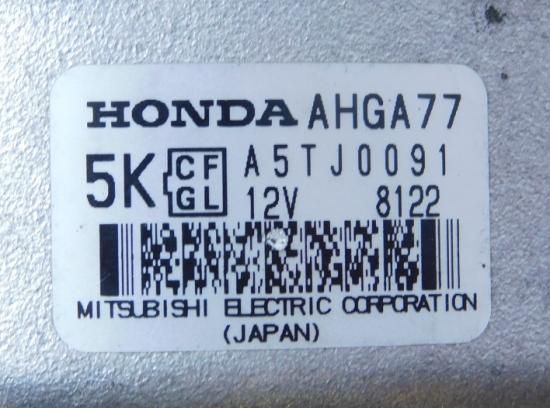 HONDA AHGA77
5K CF GL A5TJ0091
12V 8122
MITSUBISHI ELECTRIC CORPORATION
(JAPAN)